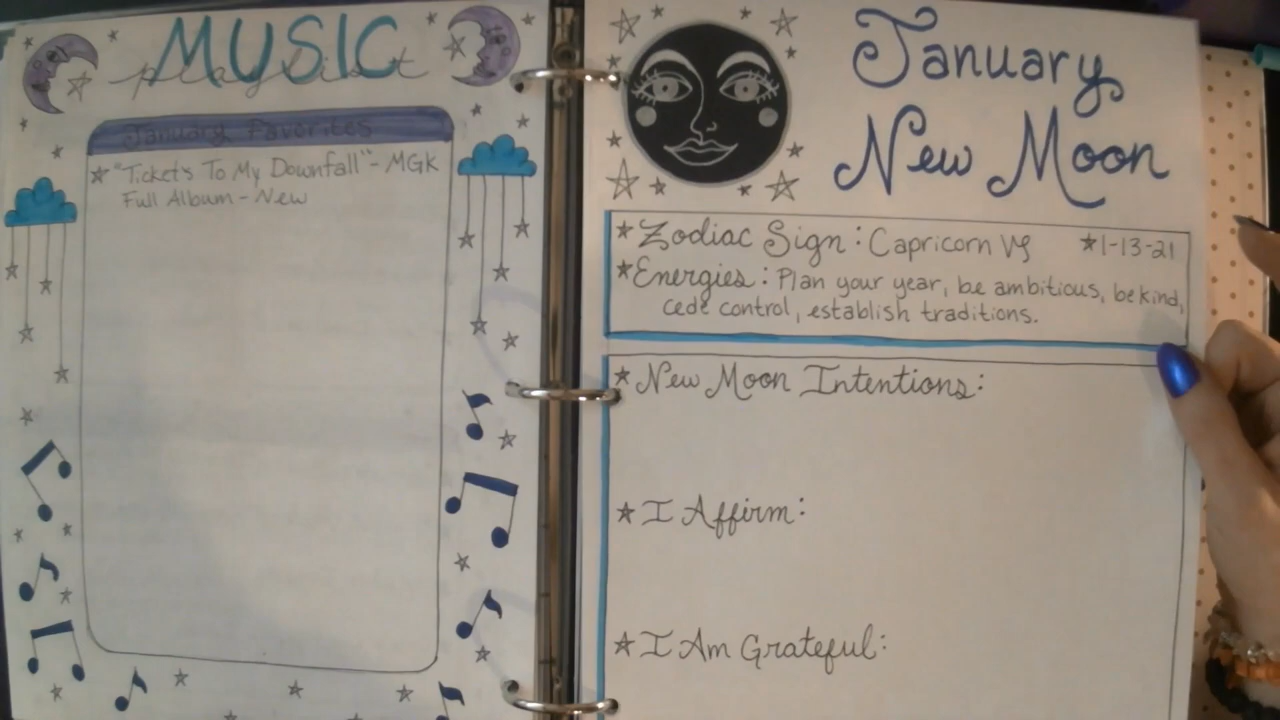 MUSIC
playlist
January Favorites
"Tickets To My Downfall" - MGK
Full Album - New
January
New Moon
Zodiac Sign: Capricorn ♑ 1-13-21
Energies: Plan your year, be ambitious, be kind,
cede control, establish traditions.
New Moon Intentions:
I Affirm:
I Am Grateful: